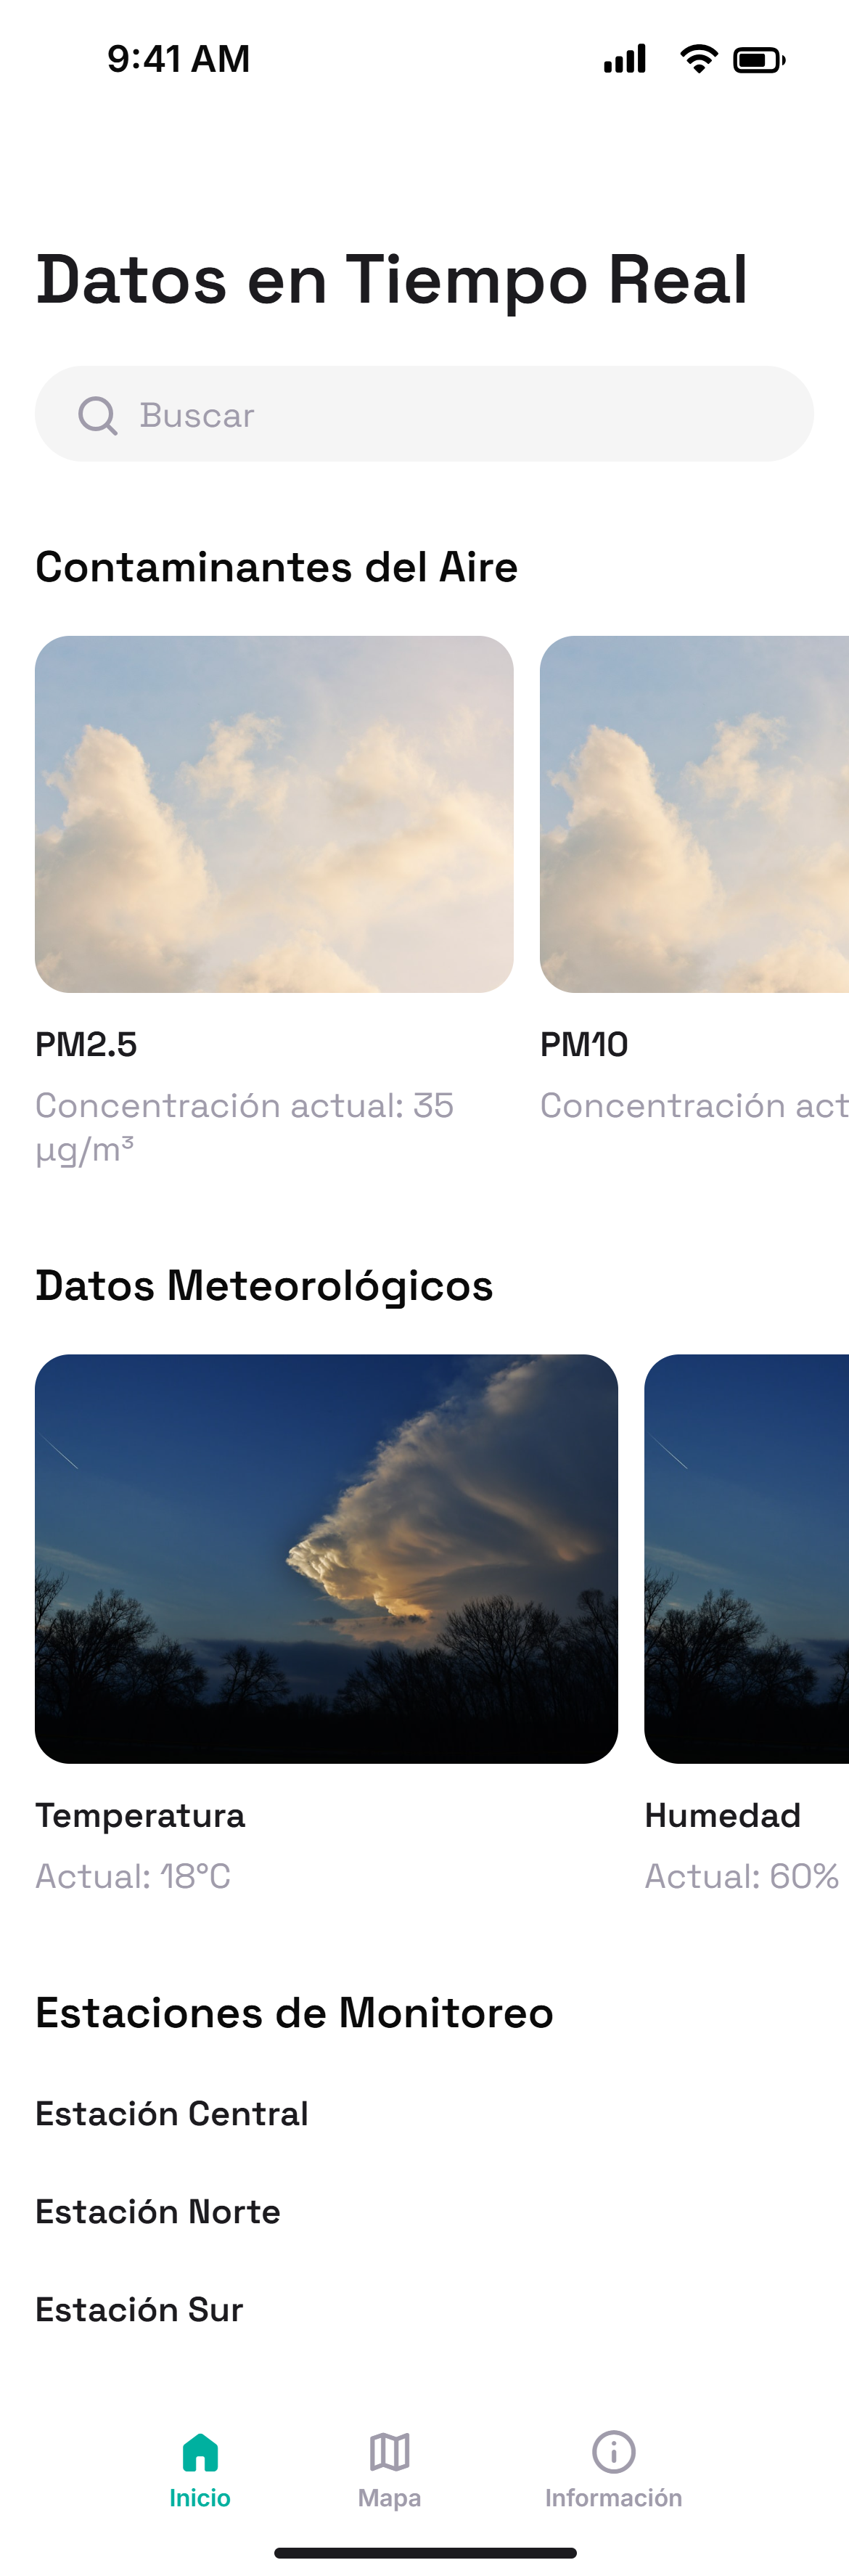 9:41 AM
Datos en Tiempo Real
Buscar
Contaminantes del Aire
PM2.5
Concentración actual: 35
µg/m³
PM10
Concentración act
Datos Meteorológicos
Temperatura
Actual: 18°C
Humedad
Actual: 60%
Estaciones de Monitoreo
Estación Central
Estación Norte
Estación Sur
Inicio
Mapa
Información